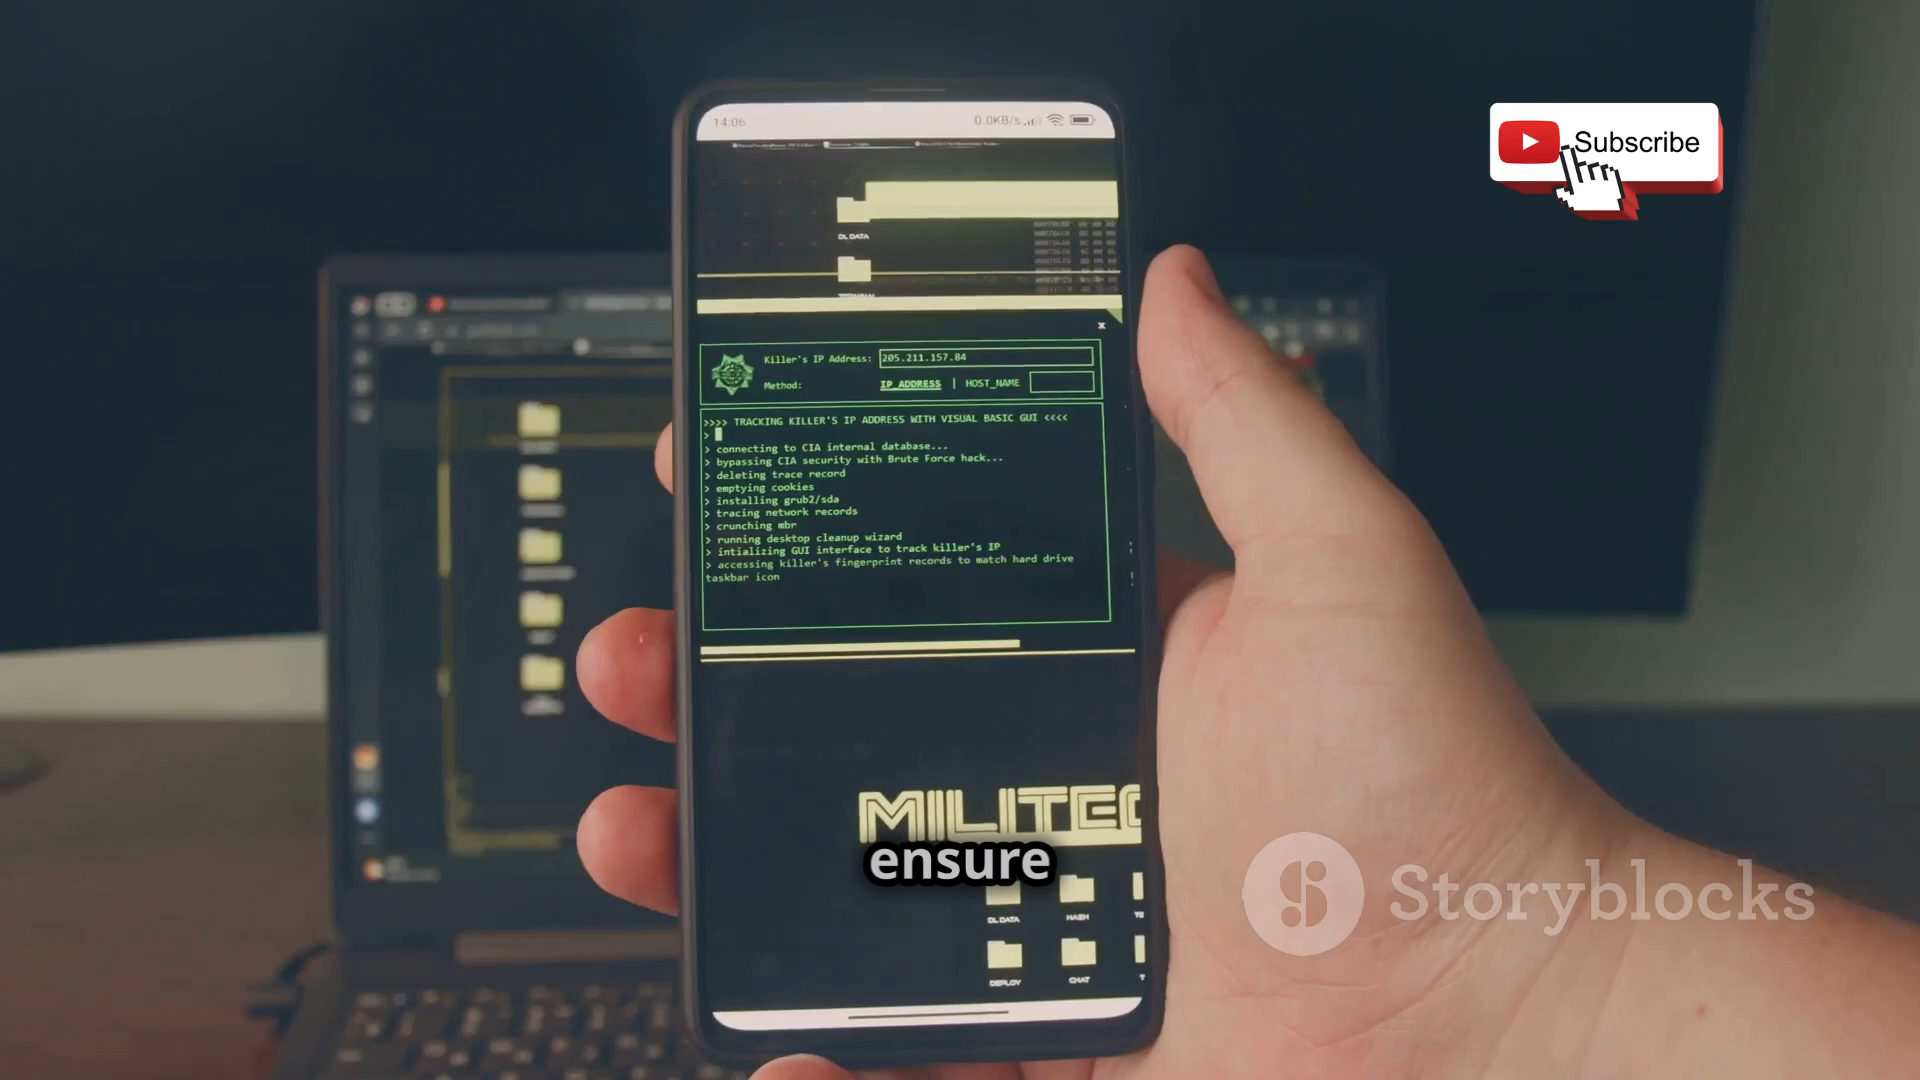 14:06
0.0KB/s
Subscribe
DL DATA
x
Killer's IP Address: 205.211.157.84
Method: IP_ADDRESS | HOST_NAME
>>>> TRACKING KILLER'S IP ADDRESS WITH VISUAL BASIC GUI <<<<
>
> connecting to CIA internal database...
> bypassing CIA security with Brute Force hack...
> deleting trace record
> emptying cookies
> installing grub2/sda
> tracing network records
> crunching mbr
> running desktop cleanup wizard
> intializing GUI interface to track killer's IP
> accessing killer's fingerprint records to match hard drive
taskbar icon
MILITEC
ensure
Storyblocks
DL DATA
HASH
DEPLOY
CHAT